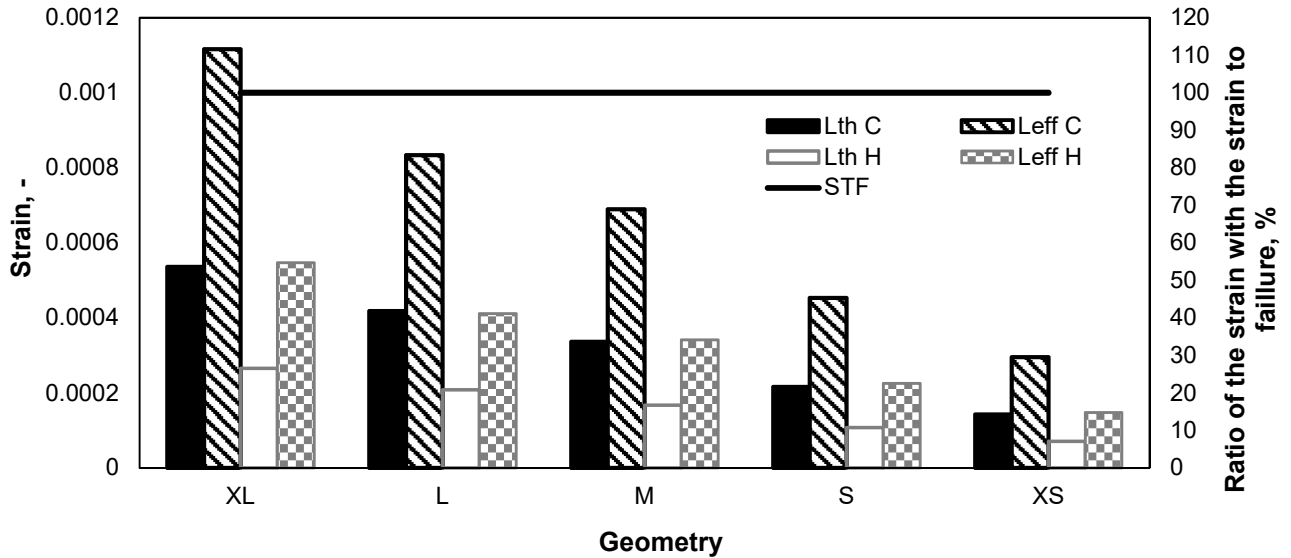 0.0012
0.001
0.0008
0.0006
0.0004
0.0002
0
Strain, -
120
110
100
90
80
70
60
50
40
30
20
10
0
Ratio of the strain with the strain to
faillure, %
Lth C
Leff C
Lth H
Leff H
STF
XL
L
M
S
XS
Geometry